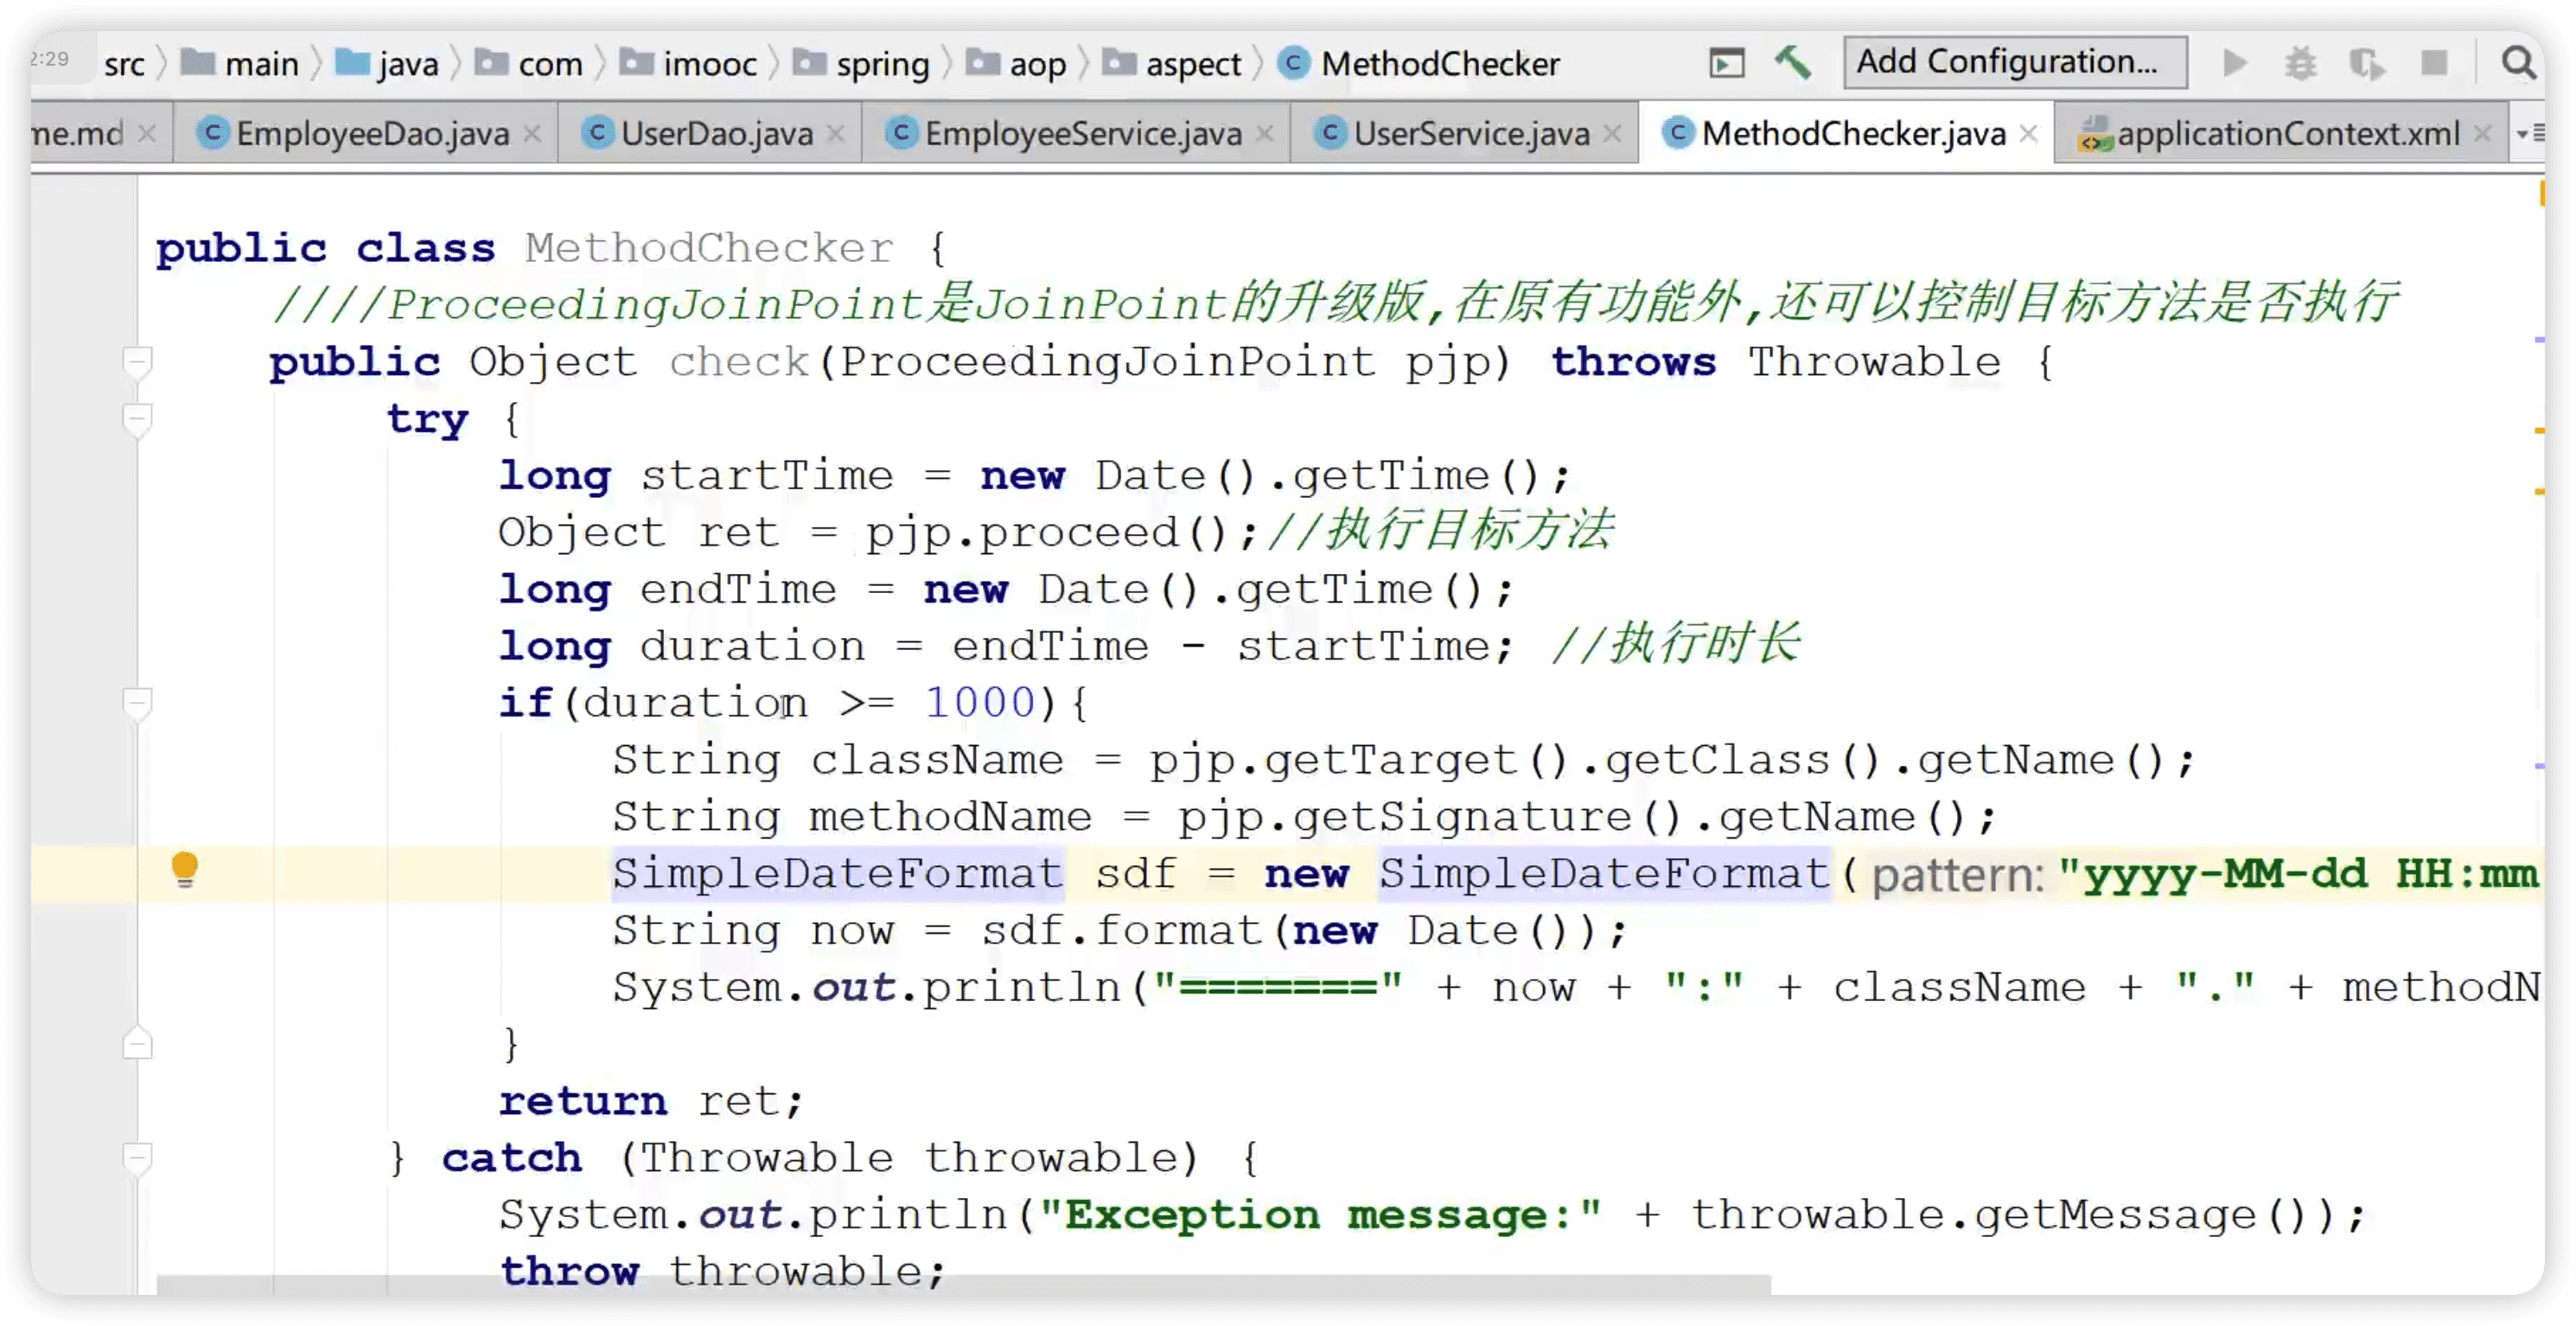 2:29 src main java com imooc spring aop aspect MethodChecker Add Configuration...
me.md EmployeeDao.java UserDao.java EmployeeService.java UserService.java MethodChecker.java applicationContext.xml
public class MethodChecker {
////ProceedingJoinPoint是JoinPoint的升级版,在原有功能外,还可以控制目标方法是否执行
public Object check(ProceedingJoinPoint pjp) throws Throwable {
try {
long startTime = new Date().getTime();
Object ret = pjp.proceed();//执行目标方法
long endTime = new Date().getTime();
long duration = endTime - startTime; //执行时长
if(duration >= 1000){
String className = pjp.getTarget().getClass().getName();
String methodName = pjp.getSignature().getName();
SimpleDateFormat sdf = new SimpleDateFormat( pattern: "yyyy-MM-dd HH:mm
String now = sdf.format(new Date());
System.out.println("=======" + now + ":" + className + "." + methodN
}
return ret;
} catch (Throwable throwable) {
System.out.println("Exception message:" + throwable.getMessage());
throw throwable;